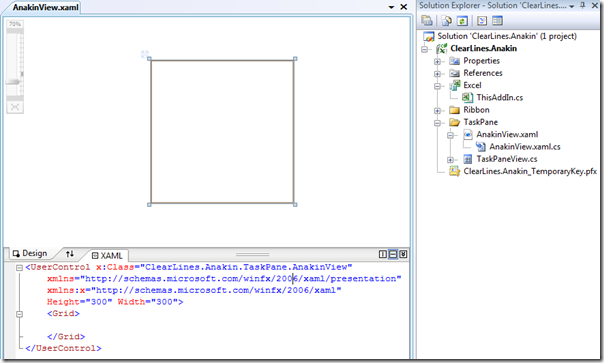 AnakinView.xaml
70%
Design
XAML
<UserControl x:Class="ClearLines.Anakin.TaskPane.AnakinView"
xmlns="http://schemas.microsoft.com/winfx/2006/xaml/presentation"
xmlns:x="http://schemas.microsoft.com/winfx/2006/xaml"
Height="300" Width="300">
<Grid>
</Grid>
</UserControl>
Solution Explorer - Solution 'ClearLines....
Solution 'ClearLines.Anakin' (1 project)
ClearLines.Anakin
Properties
References
Excel
ThisAddIn.cs
Ribbon
TaskPane
AnakinView.xaml
AnakinView.xaml.cs
TaskPaneView.cs
ClearLines.Anakin_TemporaryKey.pfx